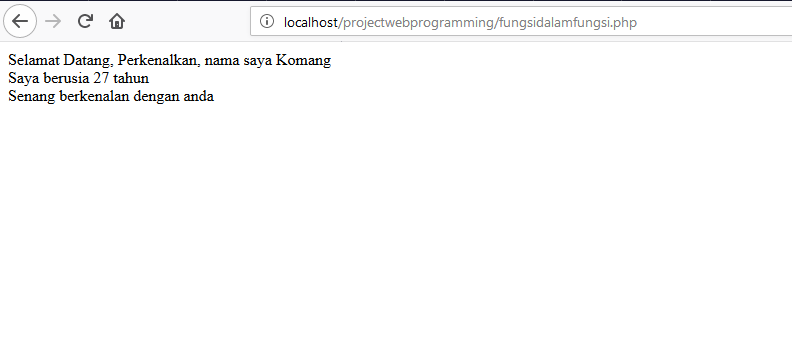 localhost/projectwebprogramming/fungsidalamfungsi.php
Selamat Datang, Perkenalkan, nama saya Komang
Saya berusia 27 tahun
Senang berkenalan dengan anda